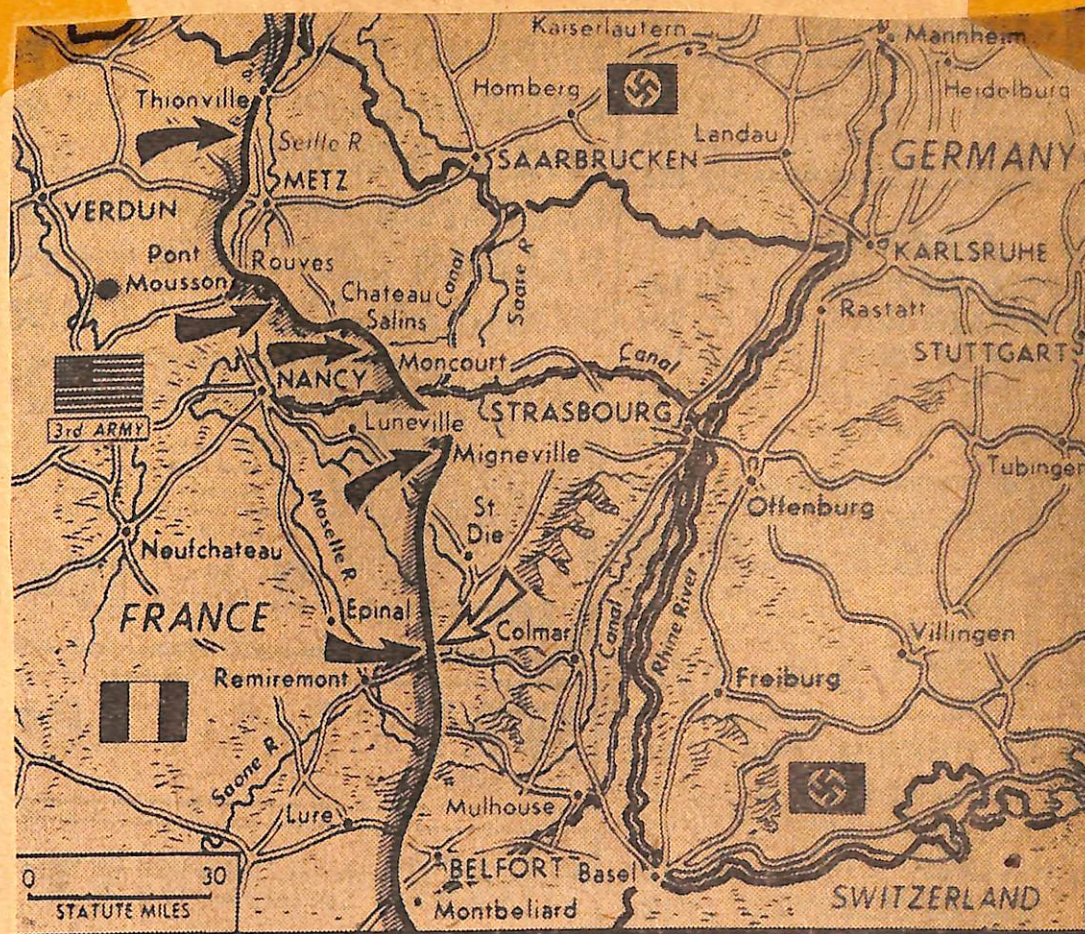 Kaiserlautern
Mannheim
Thionville
Homberg
Heidelburg
Seille R
Landau
SAARBRUCKEN
GERMANY
METZ
VERDUN
Pont
Mousson
Rouves
KARLSRUHE
Canal
Saare R
Chateau
Salins
Rastatt
STUTTGART
Moncourt
Canal
NANCY
3rd ARMY
Luneville
STRASBOURG
Migneville
Tubingen
Moselle R
St
Die
Offenburg
Neufchateau
FRANCE
Epinal
Colmar
Canal
Rhine River
Villingen
Remiremont
Freiburg
Saone R
Mulhouse
Lure
BELFORT
Basel
0 30
STATUTE MILES
Montbeliard
SWITZERLAND